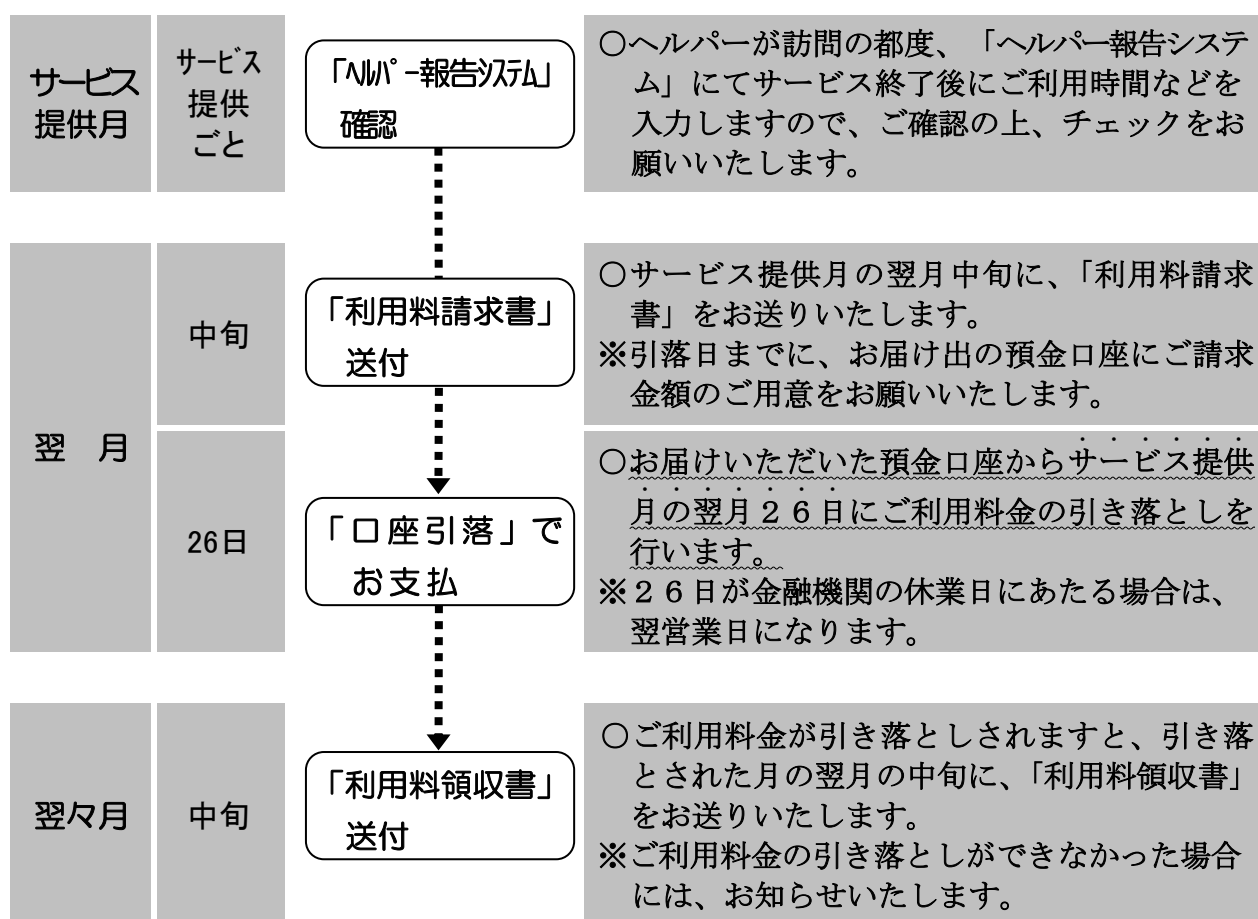 サービス
提供月
サービス
提供
ごと
「ヘルパー報告システム」
確認
○ヘルパーが訪問の都度、「ヘルパー報告システ
ム」にてサービス終了後にご利用時間などを
入力しますので、ご確認の上、チェックをお
願いいたします。
翌　月
中旬
「利用料請求書」
送付
○サービス提供月の翌月中旬に、「利用料請求
書」をお送りいたします。
※引落日までに、お届け出の預金口座にご請求
金額のご用意をお願いいたします。
26日
「口座引落」で
お支払
○お届けいただいた預金口座からサービス提供
月の翌月２６日にご利用料金の引き落としを
行います。
※２６日が金融機関の休業日にあたる場合は、
翌営業日になります。
翌々月
中旬
「利用料領収書」
送付
○ご利用料金が引き落としされますと、引き落
とされた月の翌月の中旬に、「利用料領収書」
をお送りいたします。
※ご利用料金の引き落としができなかった場合
には、お知らせいたします。